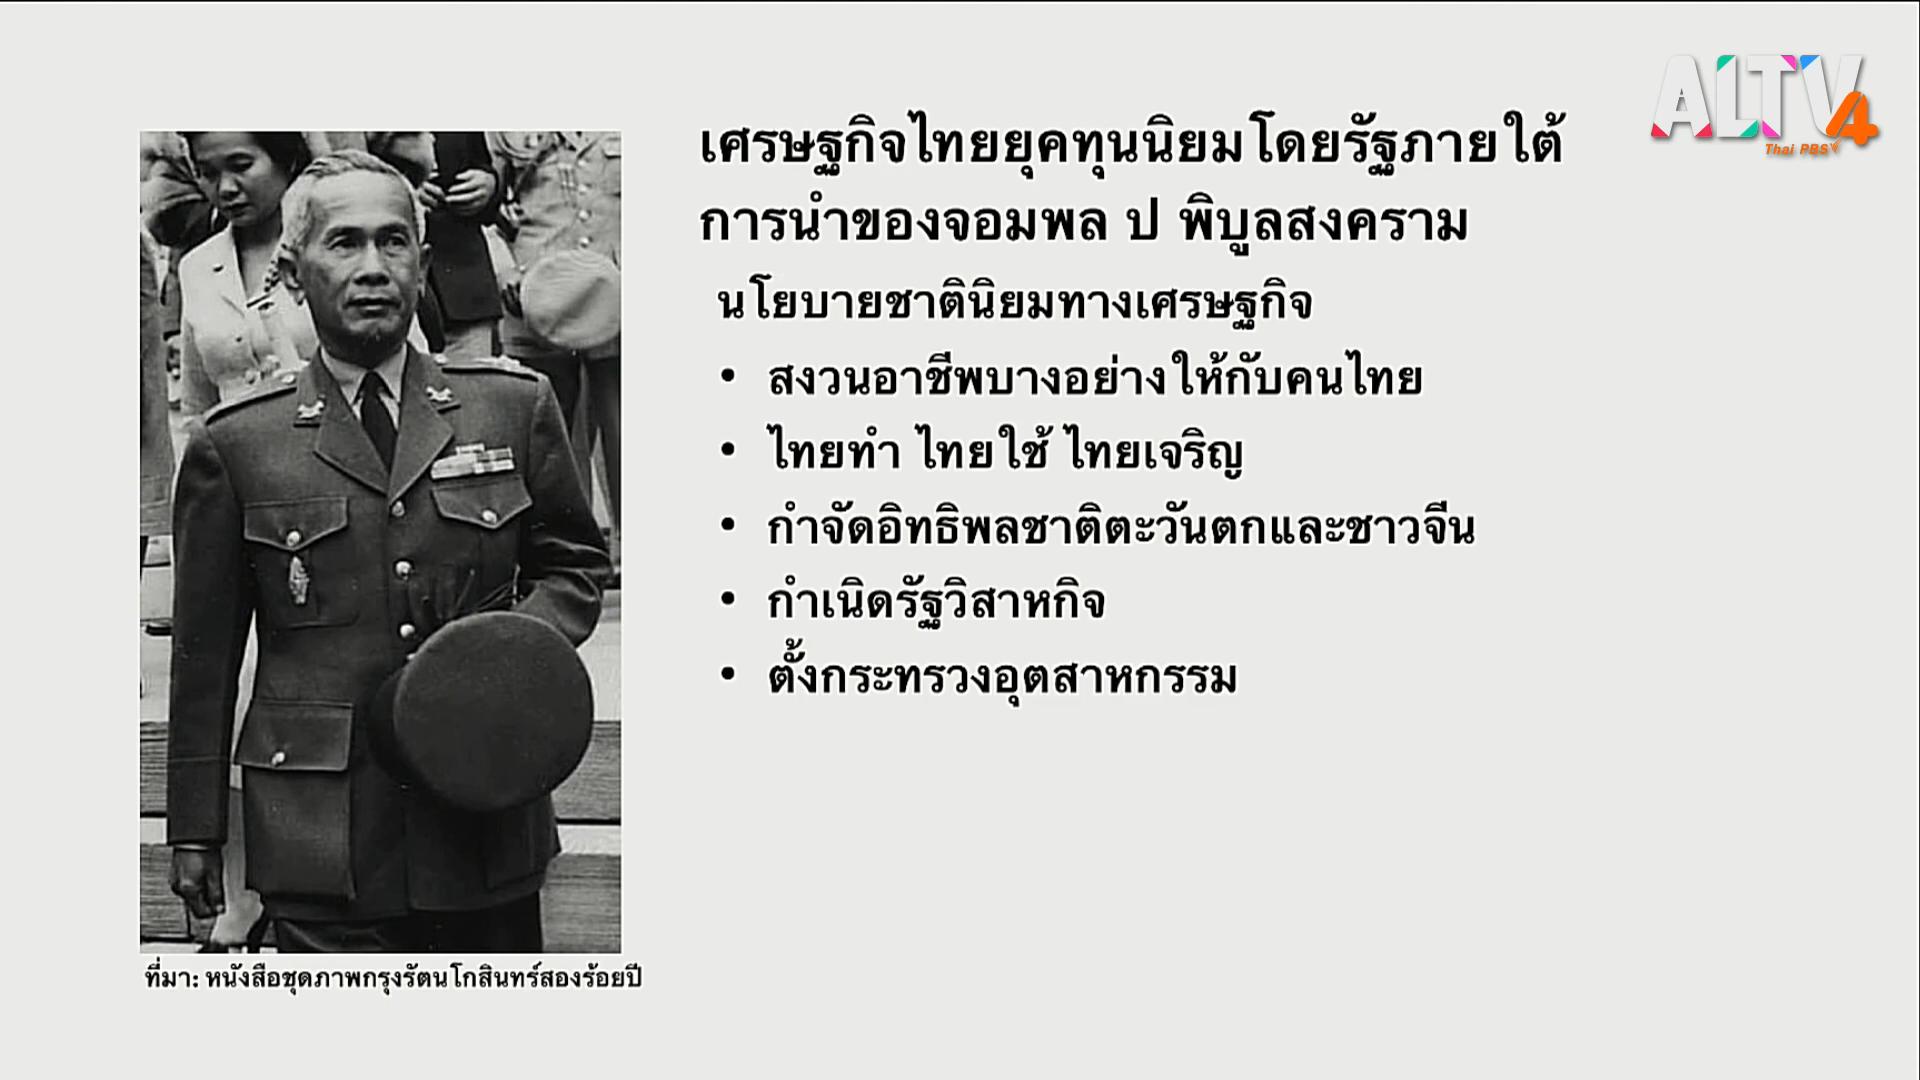 ALTV4
Thai PBS
เศรษฐกิจไทยยุคทุนนิยมโดยรัฐภายใต้
การนำของจอมพล ป พิบูลสงคราม
นโยบายชาตินิยมทางเศรษฐกิจ
• สงวนอาชีพบางอย่างให้กับคนไทย
• ไทยทำ ไทยใช้ ไทยเจริญ
• กำจัดอิทธิพลชาติตะวันตกและชาวจีน
• กำเนิดรัฐวิสาหกิจ
• ตั้งกระทรวงอุตสาหกรรม
ที่มา: หนังสือชุดภาพกรุงรัตนโกสินทร์สองร้อยปี